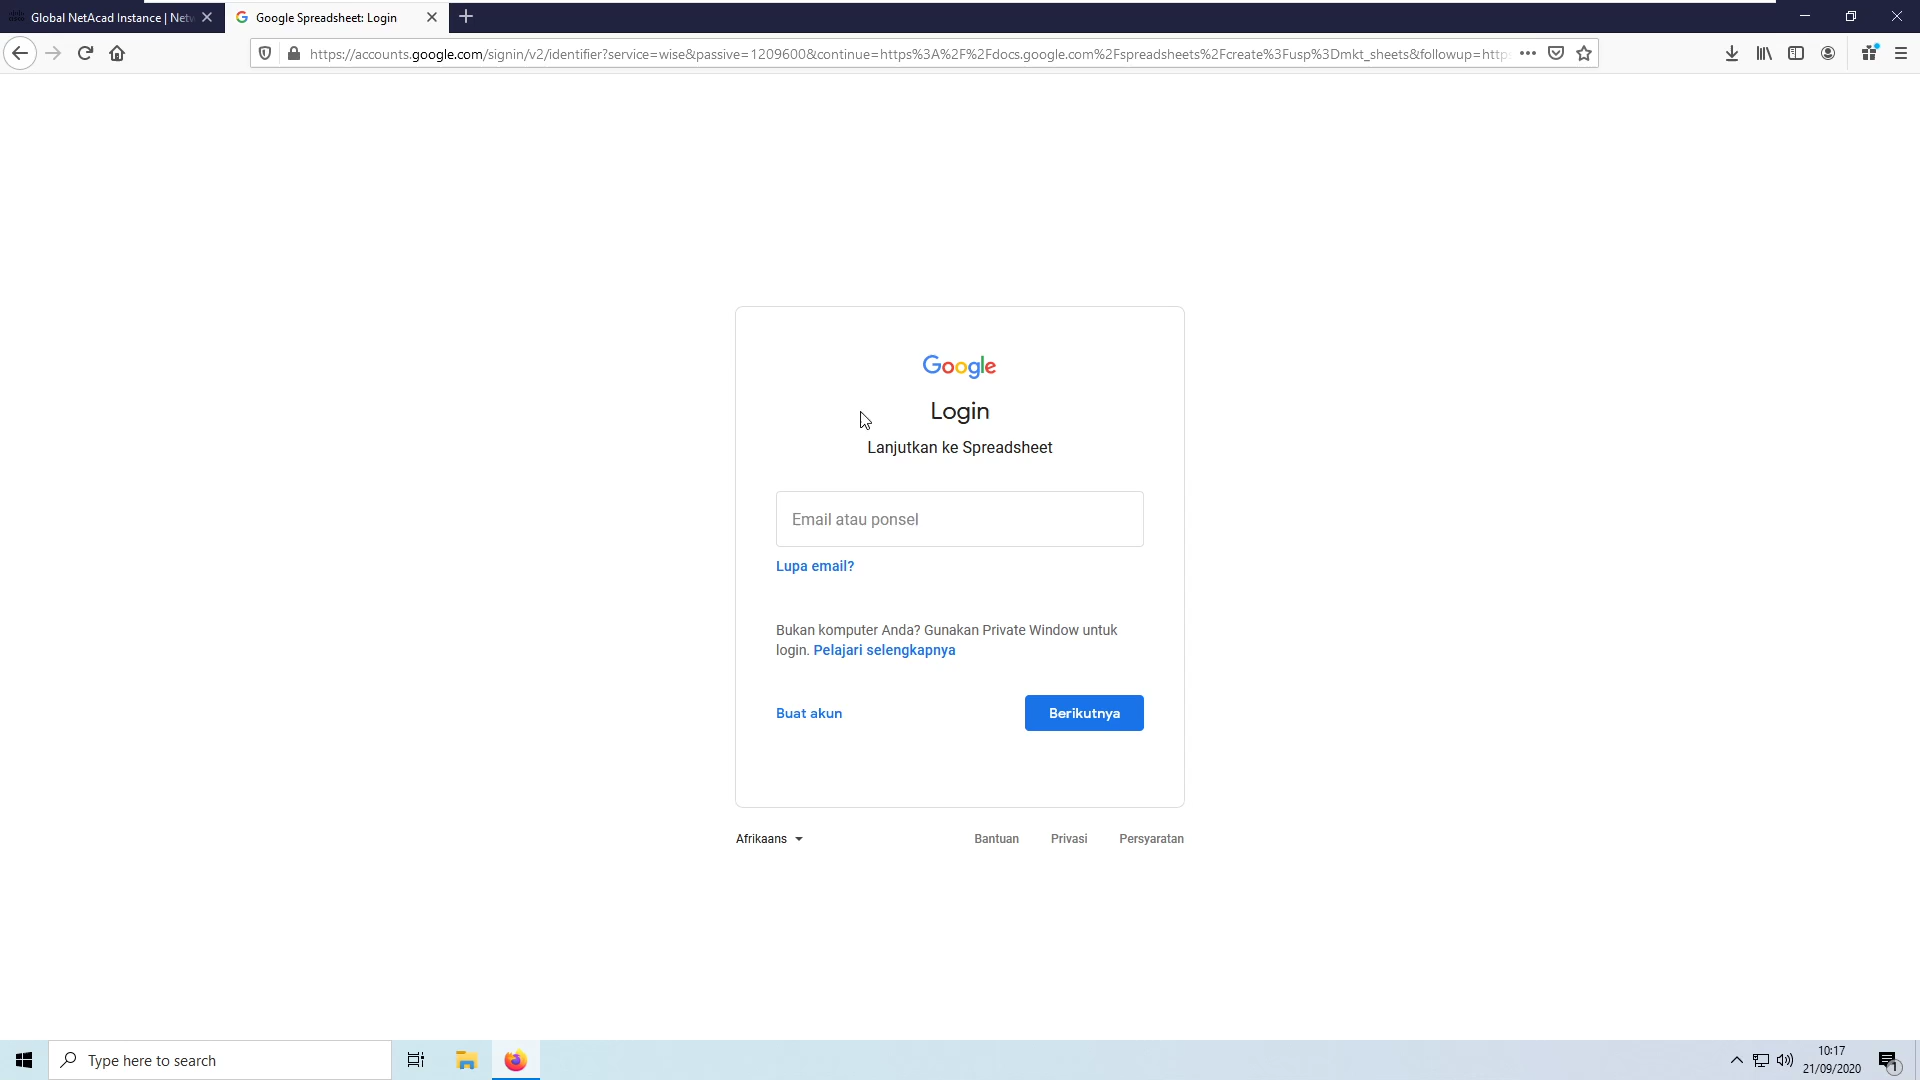 Global NetAcad Instance | Netw
Google Spreadsheet: Login
https://accounts.google.com/signin/v2/identifier?service=wise&passive=1209600&continue=https%3A%2F%2Fdocs.google.com%2Fspreadsheets%2Fcreate%3Fusp%3Dmkt_sheets&followup=http
Google
Login
Lanjutkan ke Spreadsheet
Email atau ponsel
Lupa email?
Bukan komputer Anda? Gunakan Private Window untuk
login. Pelajari selengkapnya
Buat akun
Berikutnya
Afrikaans
Bantuan
Privasi
Persyaratan
Type here to search
10:17
21/09/2020
1